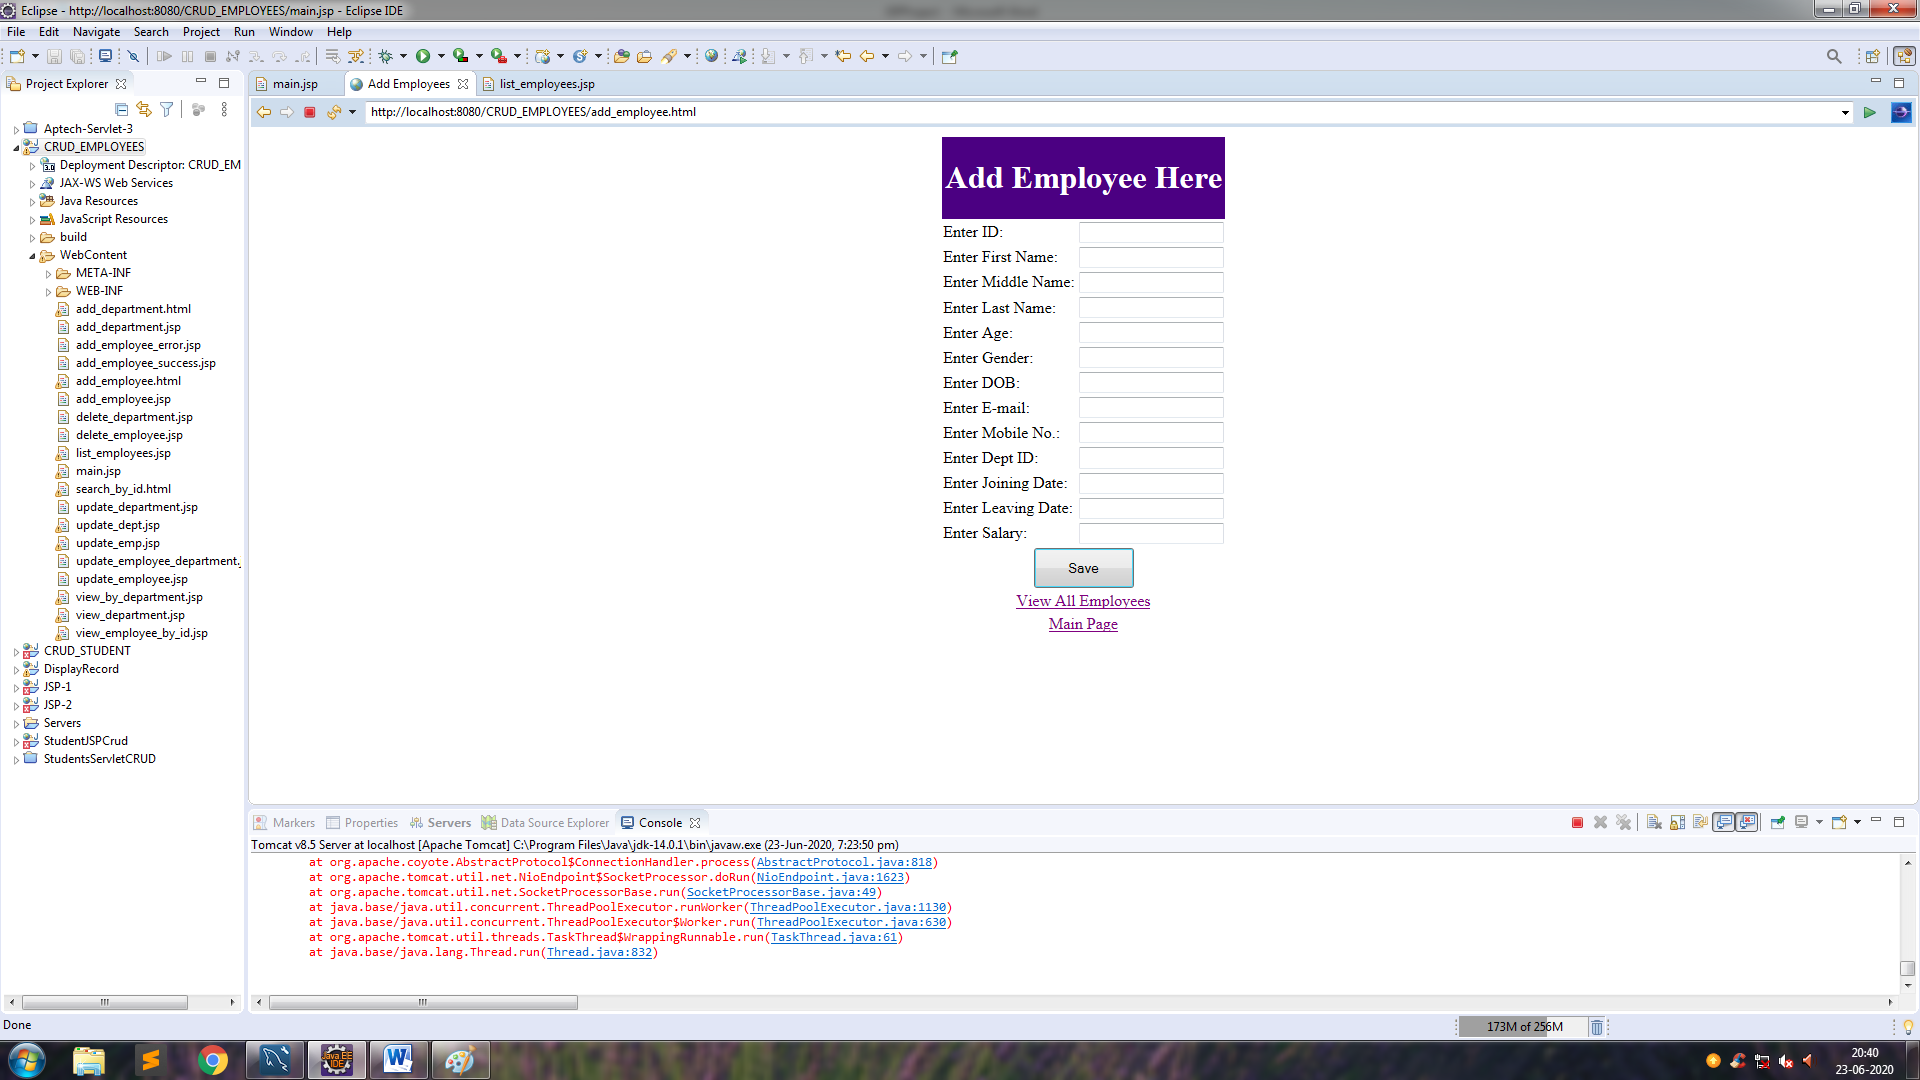 Eclipse - http://localhost:8080/CRUD_EMPLOYEES/main.jsp - Eclipse IDE
File Edit Navigate Search Project Run Window Help
Project Explorer
main.jsp
Add Employees
list_employees.jsp
http://localhost:8080/CRUD_EMPLOYEES/add_employee.html
Aptech-Servlet-3
CRUD_EMPLOYEES
Deployment Descriptor: CRUD_EM
JAX-WS Web Services
Java Resources
JavaScript Resources
build
WebContent
META-INF
WEB-INF
add_department.html
add_department.jsp
add_employee_error.jsp
add_employee_success.jsp
add_employee.html
add_employee.jsp
delete_department.jsp
delete_employee.jsp
list_employees.jsp
main.jsp
search_by_id.html
update_department.jsp
update_dept.jsp
update_emp.jsp
update_employee_department.
update_employee.jsp
view_by_department.jsp
view_department.jsp
view_employee_by_id.jsp
CRUD_STUDENT
DisplayRecord
JSP-1
JSP-2
Servers
StudentJSPCrud
StudentsServletCRUD
Add Employee Here
Enter ID:
Enter First Name:
Enter Middle Name:
Enter Last Name:
Enter Age:
Enter Gender:
Enter DOB:
Enter E-mail:
Enter Mobile No.:
Enter Dept ID:
Enter Joining Date:
Enter Leaving Date:
Enter Salary:
Save
View All Employees
Main Page
Markers Properties Servers Data Source Explorer Console
Tomcat v8.5 Server at localhost [Apache Tomcat] C:\Program Files\Java\jdk-14.0.1\bin\javaw.exe (23-Jun-2020, 7:23:50 pm)
at org.apache.coyote.AbstractProtocol$ConnectionHandler.process(AbstractProtocol.java:818)
at org.apache.tomcat.util.net.NioEndpoint$SocketProcessor.doRun(NioEndpoint.java:1623)
at org.apache.tomcat.util.net.SocketProcessorBase.run(SocketProcessorBase.java:49)
at java.base/java.util.concurrent.ThreadPoolExecutor.runWorker(ThreadPoolExecutor.java:1130)
at java.base/java.util.concurrent.ThreadPoolExecutor$Worker.run(ThreadPoolExecutor.java:630)
at org.apache.tomcat.util.threads.TaskThread$WrappingRunnable.run(TaskThread.java:61)
at java.base/java.lang.Thread.run(Thread.java:832)
Done
173M of 256M
Java EE
IDE
20:40
23-06-2020